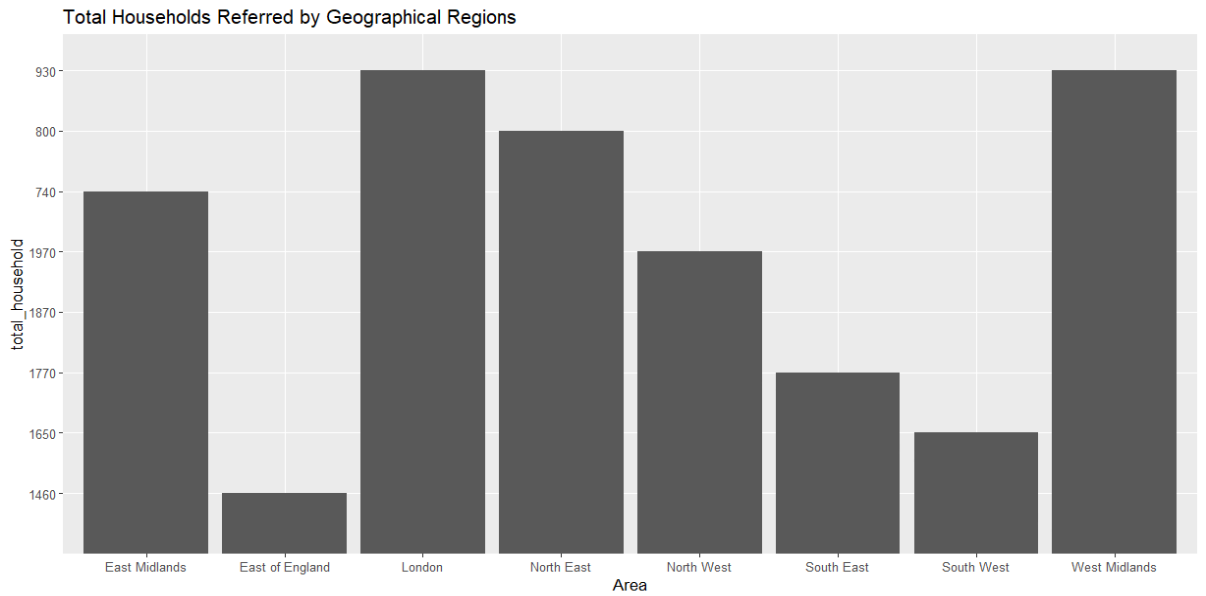 Total Households Referred by Geographical Regions
total_household
930
800
740
1970
1870
1770
1650
1460
East Midlands East of England London North East North West South East South West West Midlands
Area